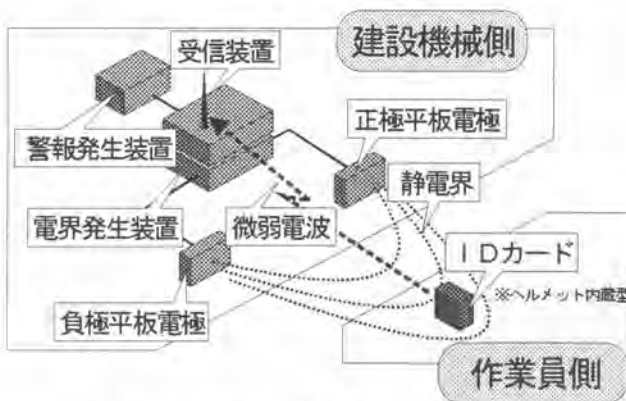 建設機械側
受信装置
正極平板電極
警報発生装置
静電界
電界発生装置
微弱電波
IDカード※
※ヘルメット内蔵型
負極平板電極
作業員側